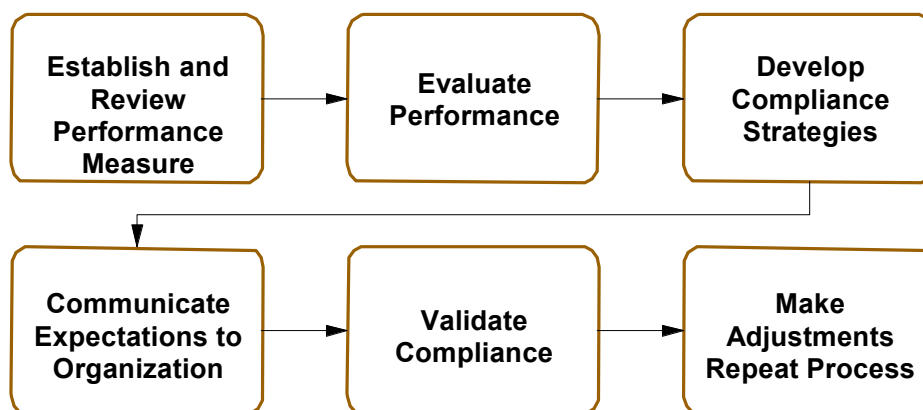 Establish and
Review
Performance
Measure
Evaluate
Performance
Develop
Compliance
Strategies
Communicate
Expectations to
Organization
Validate
Compliance
Make
Adjustments
Repeat Process